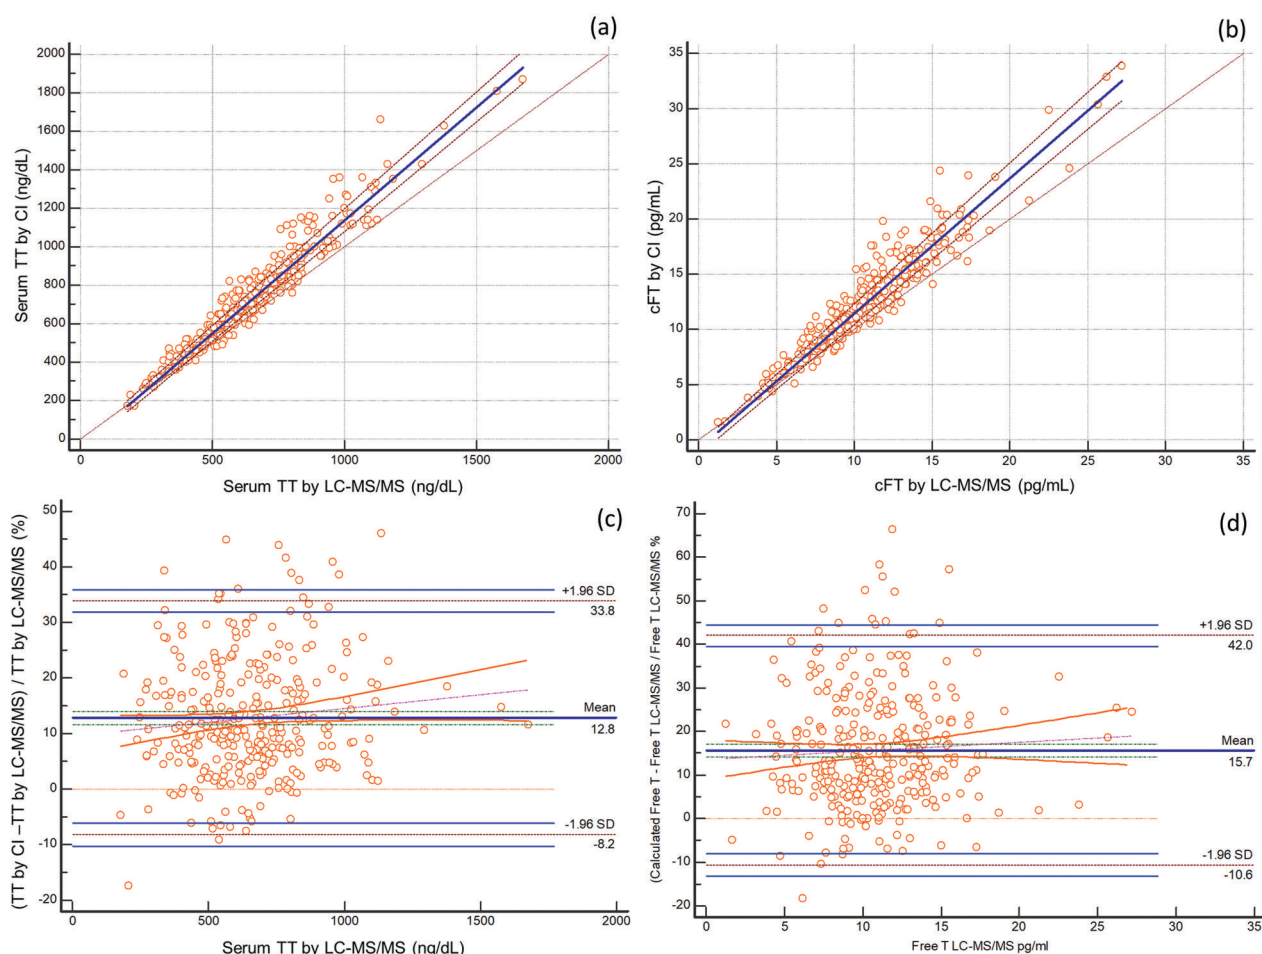 (a)
2000
1800
1600
1400
1200
1000
800
600
400
200
0
Serum TT by CI (ng/dL)
0 500 1000 1500 2000
Serum TT by LC-MS/MS (ng/dL)
(b)
35
30
25
20
15
10
5
0
cFT by CI (pg/mL)
0 5 10 15 20 25 30 35
cFT by LC-MS/MS (pg/mL)
(c)
50
40
30
20
10
0
-10
-20
(TT by CI –TT by LC-MS/MS) / TT by LC-MS/MS (%)
+1.96 SD
33.8
Mean
12.8
-1.96 SD
-8.2
0 500 1000 1500 2000
Serum TT by LC-MS/MS (ng/dL)
(d)
70
60
50
40
30
20
10
0
-10
-20
(Calculated Free T - Free T LC-MS/MS / Free T LC-MS/MS %
+1.96 SD
42.0
Mean
15.7
-1.96 SD
-10.6
0 5 10 15 20 25 30 35
Free T LC-MS/MS pg/ml